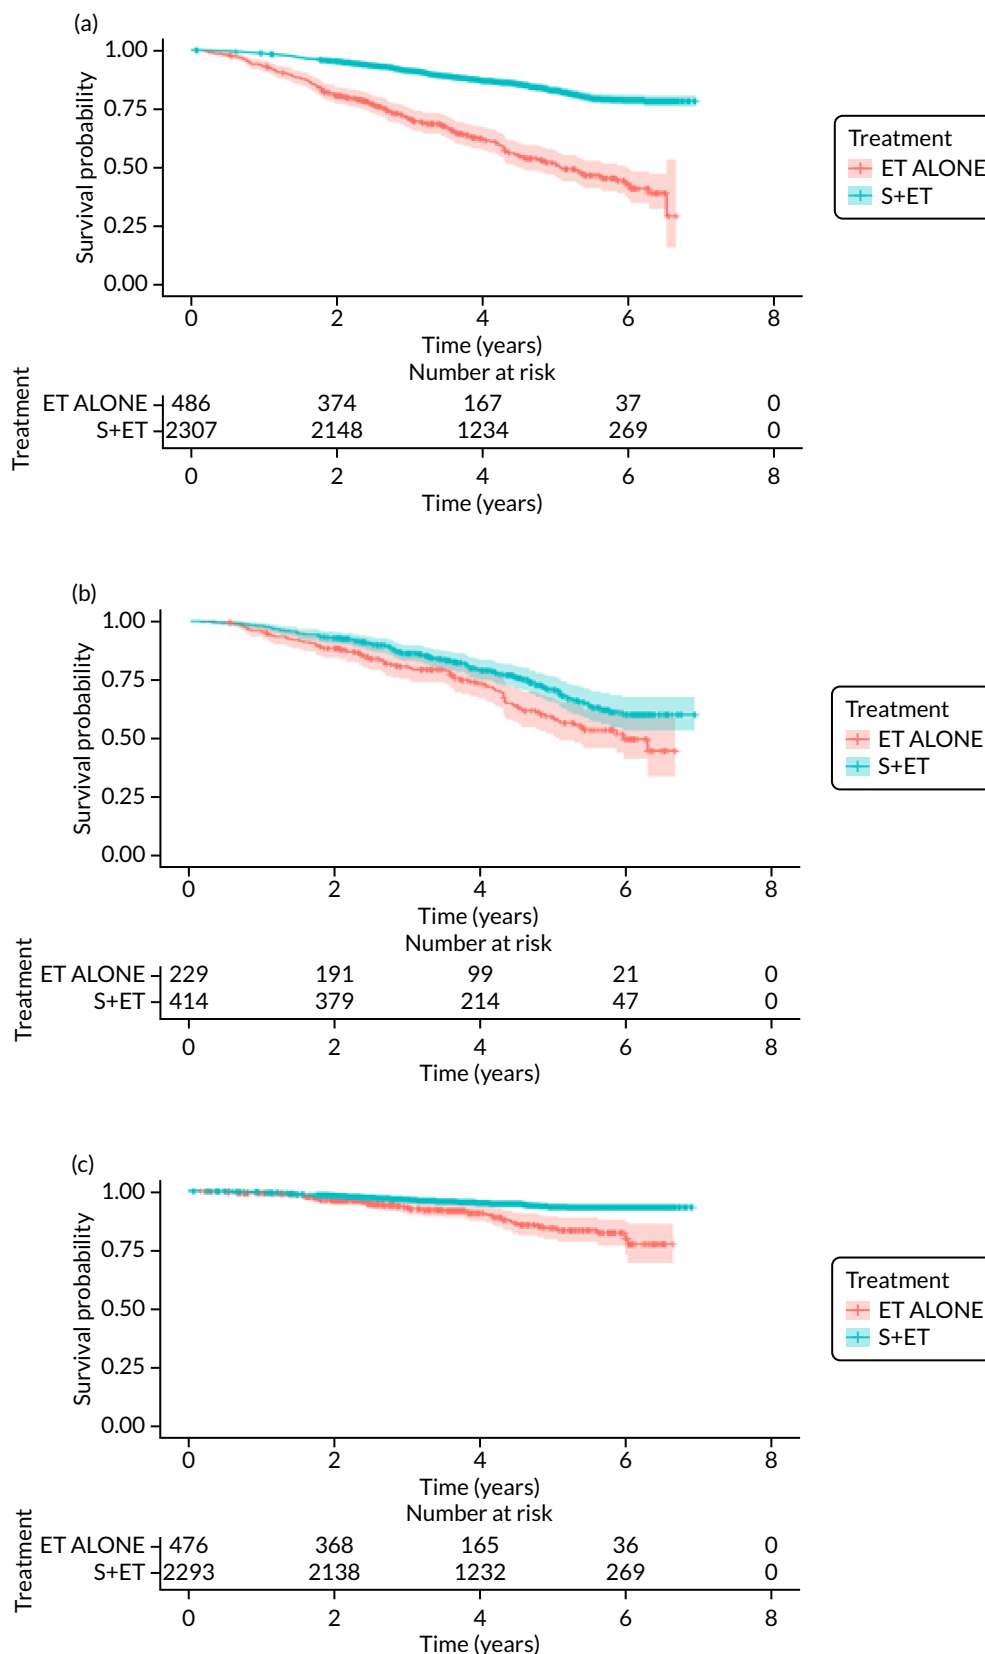 (a)
Survival probability
1.00
0.75
0.50
0.25
0.00
0 2 4 6 8
Time (years)
Treatment
ET ALONE
S+ET
Number at risk
Treatment
ET ALONE 486 374 167 37 0
S+ET 2307 2148 1234 269 0
0 2 4 6 8
Time (years)
(b)
Survival probability
1.00
0.75
0.50
0.25
0.00
0 2 4 6 8
Time (years)
Treatment
ET ALONE
S+ET
Number at risk
Treatment
ET ALONE 229 191 99 21 0
S+ET 414 379 214 47 0
0 2 4 6 8
Time (years)
(c)
Survival probability
1.00
0.75
0.50
0.25
0.00
0 2 4 6 8
Time (years)
Treatment
ET ALONE
S+ET
Number at risk
Treatment
ET ALONE 476 368 165 36 0
S+ET 2293 2138 1232 269 0
0 2 4 6 8
Time (years)